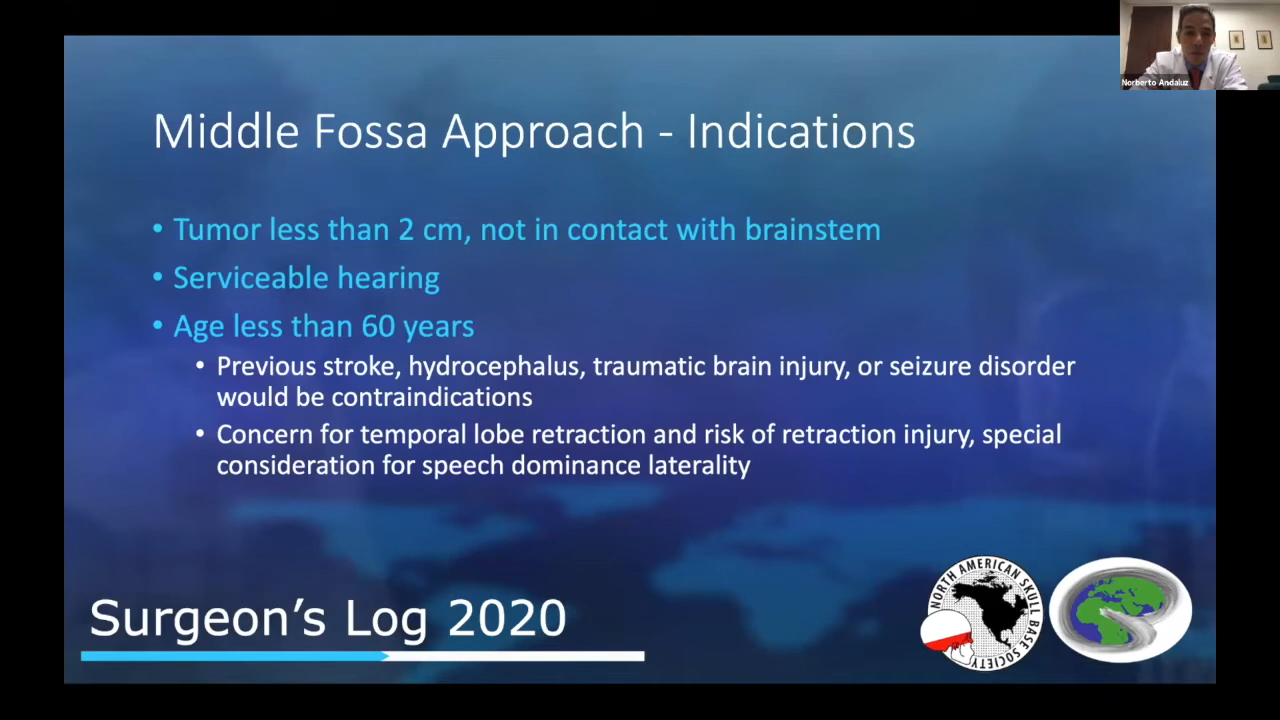 Norberto Andaluz
Middle Fossa Approach - Indications
• Tumor less than 2 cm, not in contact with brainstem
• Serviceable hearing
• Age less than 60 years
• Previous stroke, hydrocephalus, traumatic brain injury, or seizure disorder
would be contraindications
• Concern for temporal lobe retraction and risk of retraction injury, special
consideration for speech dominance laterality
Surgeon’s Log 2020
NORTH AMERICAN SKULL BASE SOCIETY